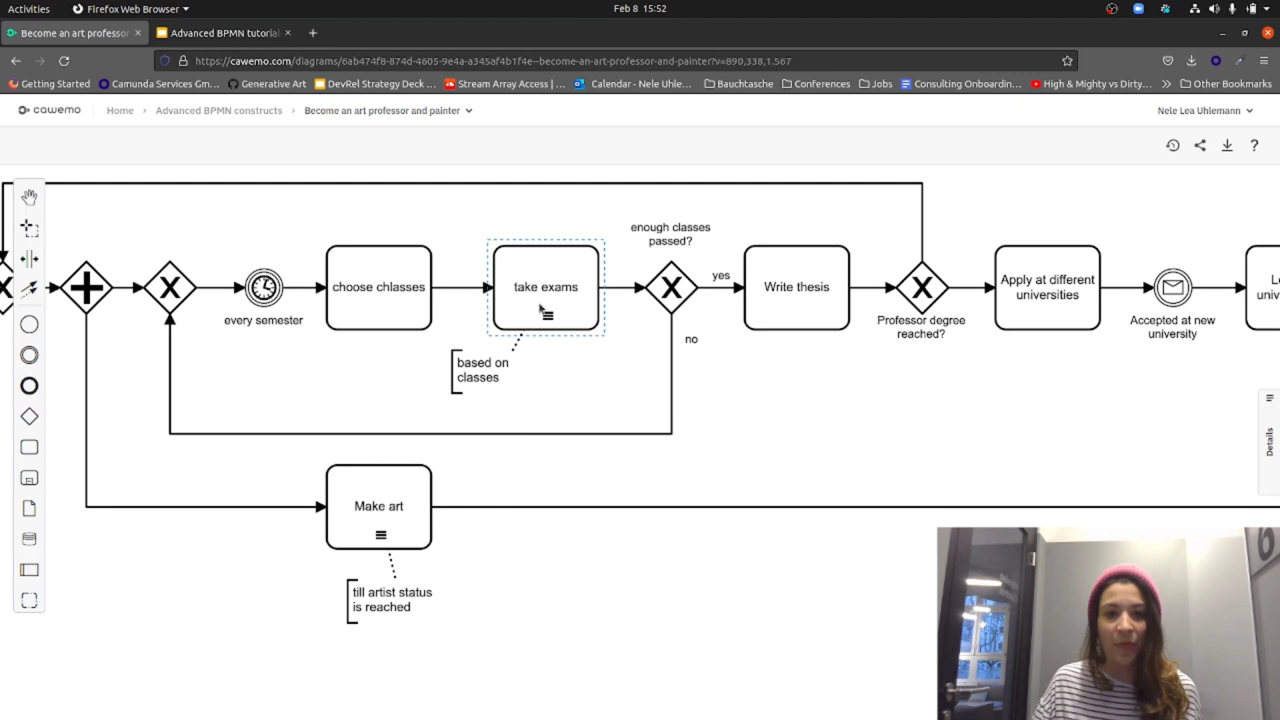 Activities
Firefox Web Browser
Feb 8 15:52
Become an art professor
Advanced BPMN tutorial
https://cawemo.com/diagrams/6ab474f8-874d-4605-9e4a-a345af4b1f4e--become-an-art-professor-and-painter?v=890,338,1.567
Getting Started
Camunda Services Gm...
Generative Art
DevRel Strategy Deck ...
Stream Array Access | ...
Calendar - Nele Uhle...
Bauchtasche
Conferences
Jobs
Consulting Onboardin...
High & Mighty vs Dirty...
Other Bookmarks
cawemo
Home
Advanced BPMN constructs
Become an art professor and painter
Nele Lea Uhlemann
enough classes
passed?
every semester
choose chlasses
take exams
yes
no
Write thesis
Professor degree
reached?
Apply at different
universities
Accepted at new
university
based on
classes
Details
Make art
till artist status
is reached